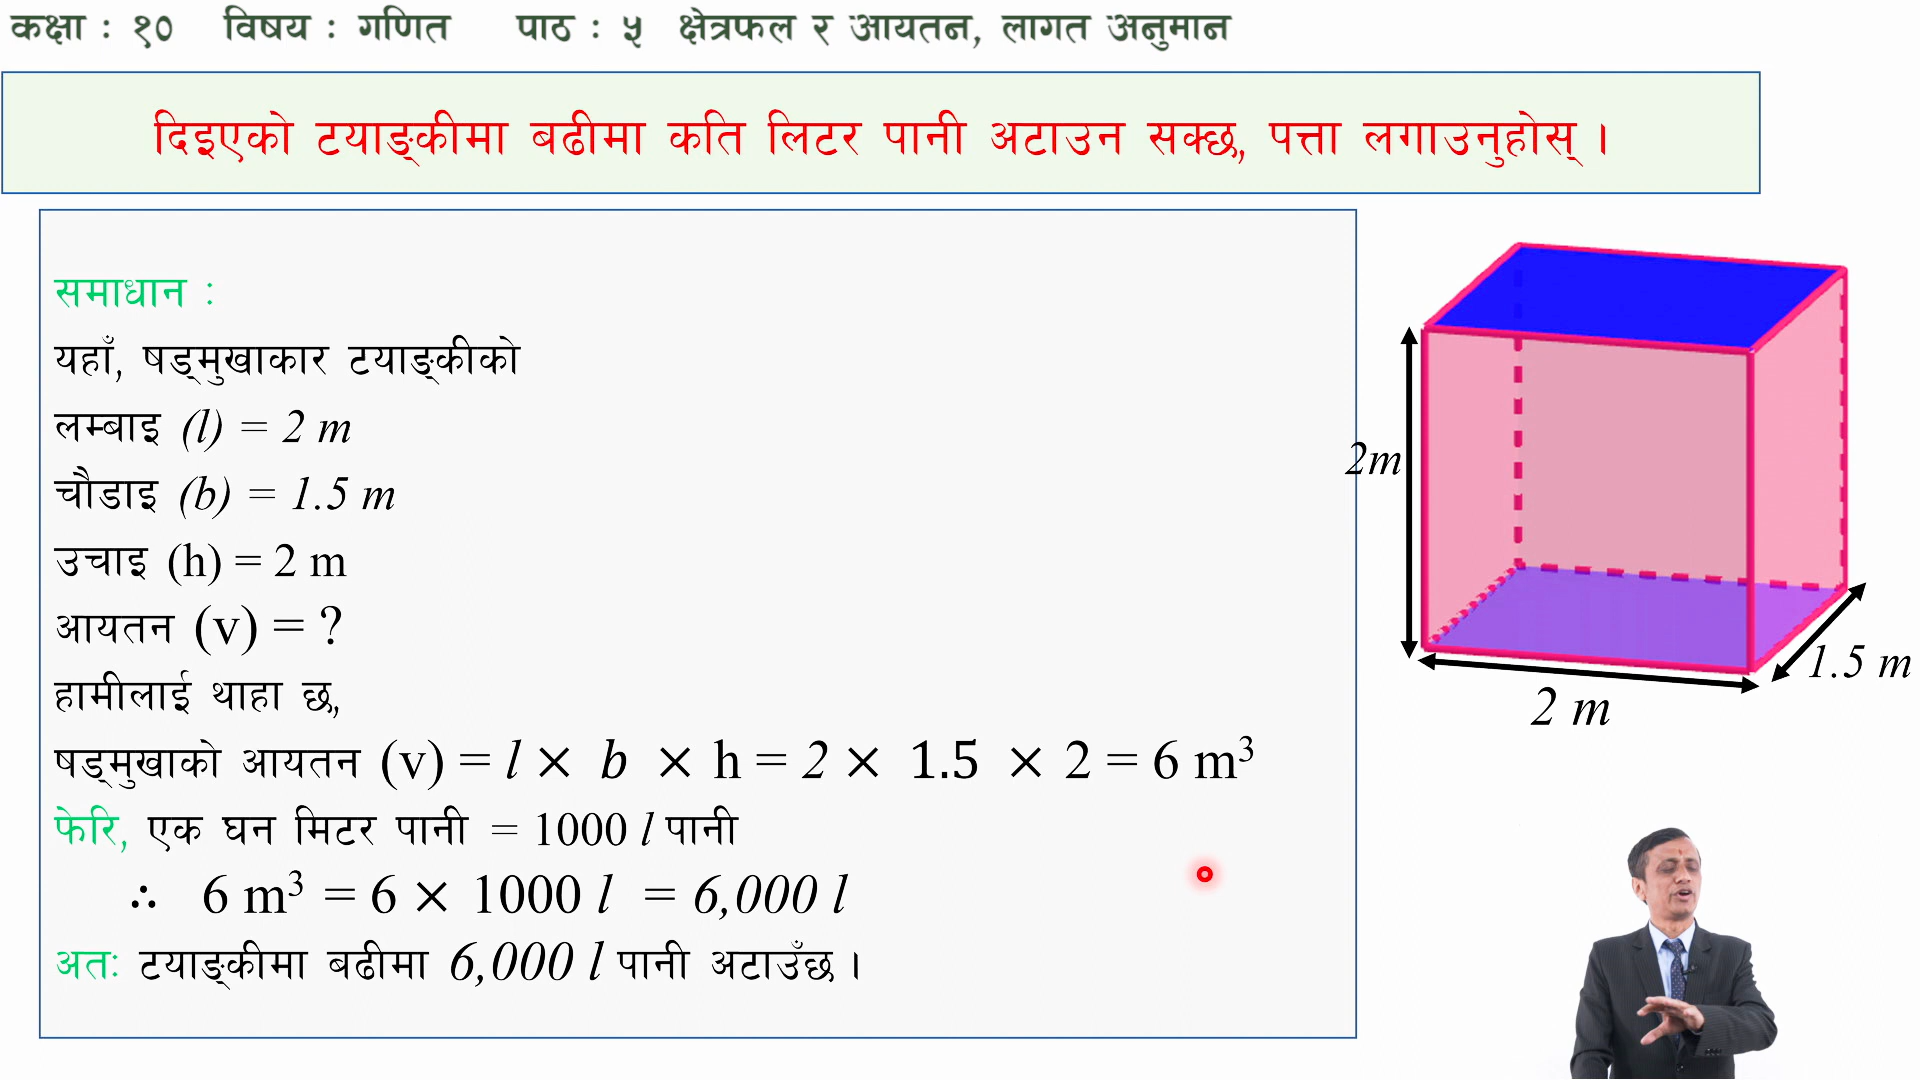 कक्षा : १० विषय : गणित पाठ : ५ क्षेत्रफल र आयतन, लागत अनुमान
दिइएको टयाङ्कीमा बढीमा कति लिटर पानी अटाउन सक्छ, पत्ता लगाउनुहोस् ।
समाधान :
यहाँ, षड्मुखाकार टयाङ्कीको
लम्बाइ (l) = 2 m
चौडाइ (b) = 1.5 m
उचाइ (h) = 2 m
आयतन (v) = ?
हामीलाई थाहा छ,
षड्मुखाको आयतन (v) = l × b × h = 2 × 1.5 × 2 = 6 m³
फेरि, एक घन मिटर पानी = 1000 l पानी
∴ 6 m³ = 6 × 1000 l = 6,000 l
अतः टयाङ्कीमा बढीमा 6,000 l पानी अटाउँछ ।
2m
1.5 m
2 m